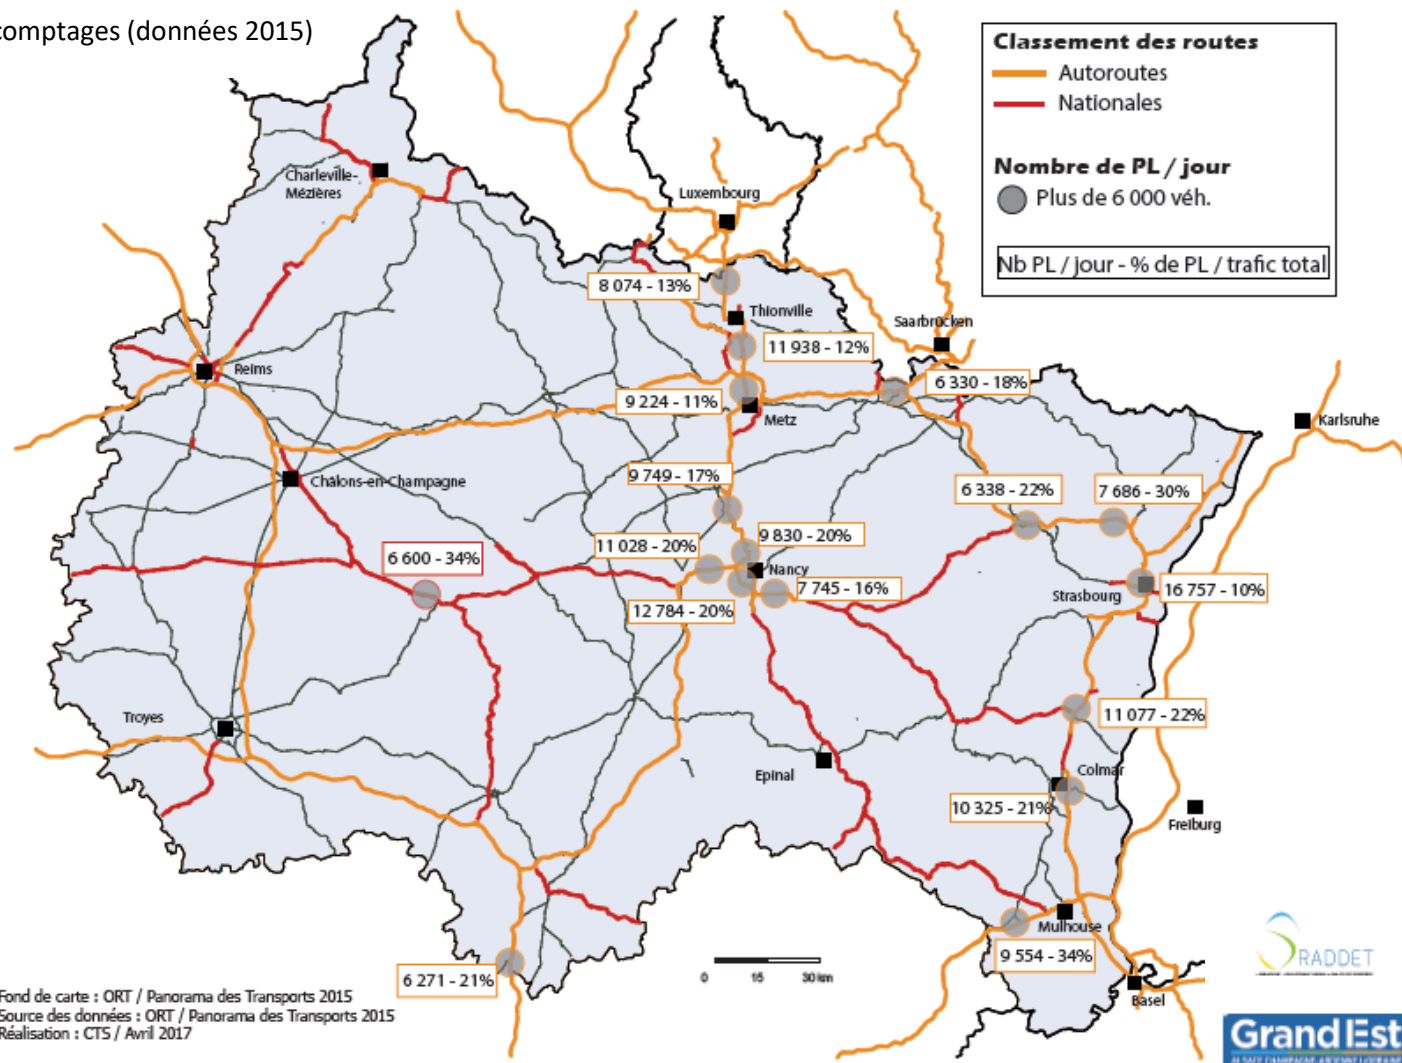 comptages (données 2015)
Classement des routes
Autoroutes
Nationales
Nombre de PL / jour
Plus de 6 000 véh.
Nb PL / jour - % de PL / trafic total
Charleville-
Mézières
Luxembourg
8 074 - 13%
Thionville
Saarbrücken
11 938 - 12%
Reims
6 330 - 18%
9 224 - 11%
Metz
Karlsruhe
Châlons-en-Champagne
9 749 - 17%
6 338 - 22%
7 686 - 30%
9 830 - 20%
11 028 - 20%
6 600 - 34%
Nancy
7 745 - 16%
Strasbourg
16 757 - 10%
12 784 - 20%
Troyes
11 077 - 22%
Epinal
Colmar
10 325 - 21%
Freiburg
Mulhouse
9 554 - 34%
6 271 - 21%
0 15 30 km
Basel
RADDET
Fond de carte : ORT / Panorama des Transports 2015
Source des données : ORT / Panorama des Transports 2015
Réalisation : CTS / Avril 2017
Grand Est
ALSACE CHAMPAGNE-ARDENNE LORRAINE